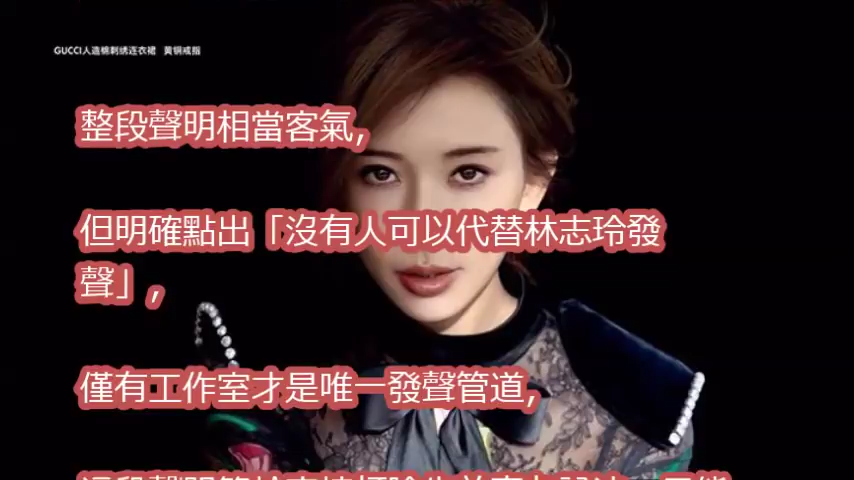 GUCCI人造棉刺绣连衣裙 黄铜戒指
整段聲明相當客氣,
但明確點出「沒有人可以代替林志玲發
聲」,
僅有工作室才是唯一發聲管道,